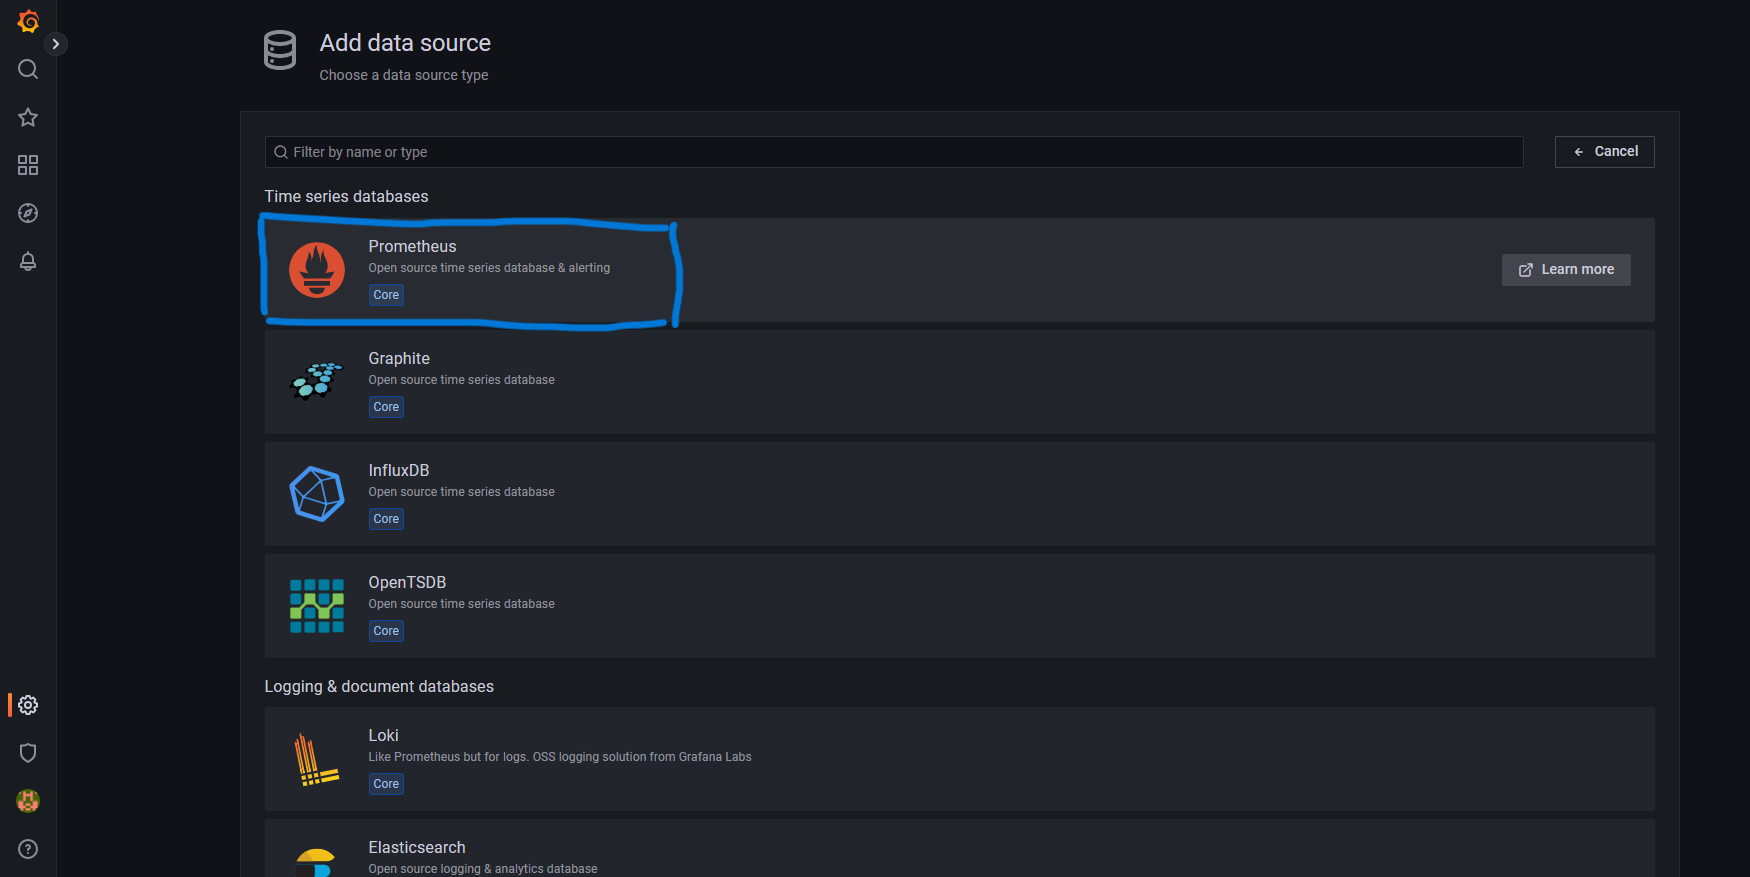 Add data source
Choose a data source type
Filter by name or type
Cancel
Time series databases
Prometheus
Open source time series database & alerting
Core
Learn more
Graphite
Open source time series database
Core
InfluxDB
Open source time series database
Core
OpenTSDB
Open source time series database
Core
Logging & document databases
Loki
Like Prometheus but for logs. OSS logging solution from Grafana Labs
Core
Elasticsearch
Open source logging & analytics database